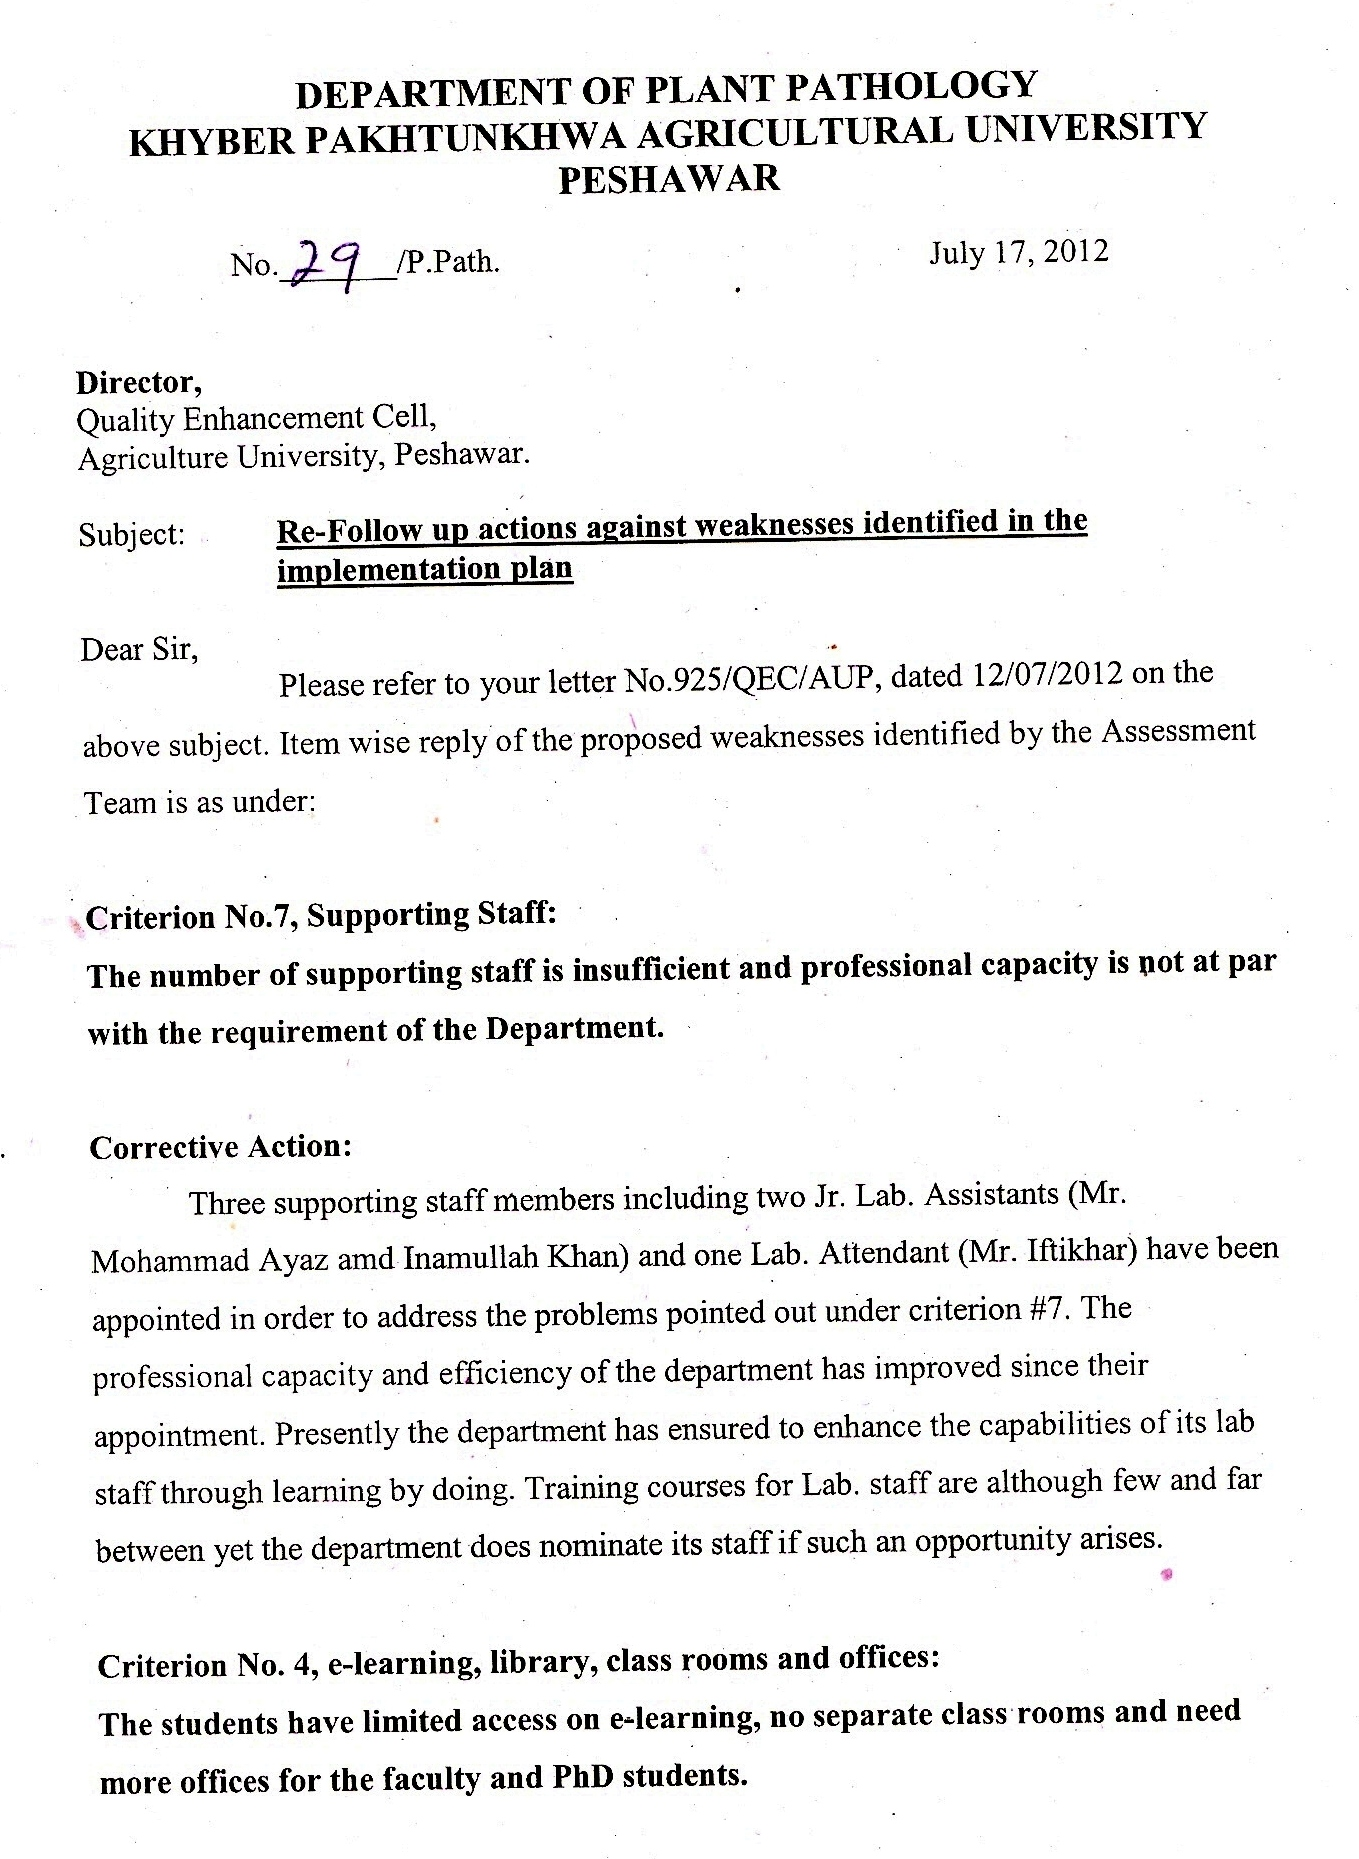 DEPARTMENT OF PLANT PATHOLOGY
KHYBER PAKHTUNKHWA AGRICULTURAL UNIVERSITY
PESHAWAR
No. 29 /P.Path.
July 17, 2012
Director,
Quality Enhancement Cell,
Agriculture University, Peshawar.
Subject: Re-Follow up actions against weaknesses identified in the
implementation plan
Dear Sir,
Please refer to your letter No.925/QEC/AUP, dated 12/07/2012 on the
above subject. Item wise reply of the proposed weaknesses identified by the Assessment
Team is as under:
Criterion No.7, Supporting Staff:
The number of supporting staff is insufficient and professional capacity is not at par
with the requirement of the Department.
Corrective Action:
Three supporting staff members including two Jr. Lab. Assistants (Mr.
Mohammad Ayaz amd Inamullah Khan) and one Lab. Attendant (Mr. Iftikhar) have been
appointed in order to address the problems pointed out under criterion #7. The
professional capacity and efficiency of the department has improved since their
appointment. Presently the department has ensured to enhance the capabilities of its lab
staff through learning by doing. Training courses for Lab. staff are although few and far
between yet the department does nominate its staff if such an opportunity arises.
Criterion No. 4, e-learning, library, class rooms and offices:
The students have limited access on e-learning, no separate class rooms and need
more offices for the faculty and PhD students.